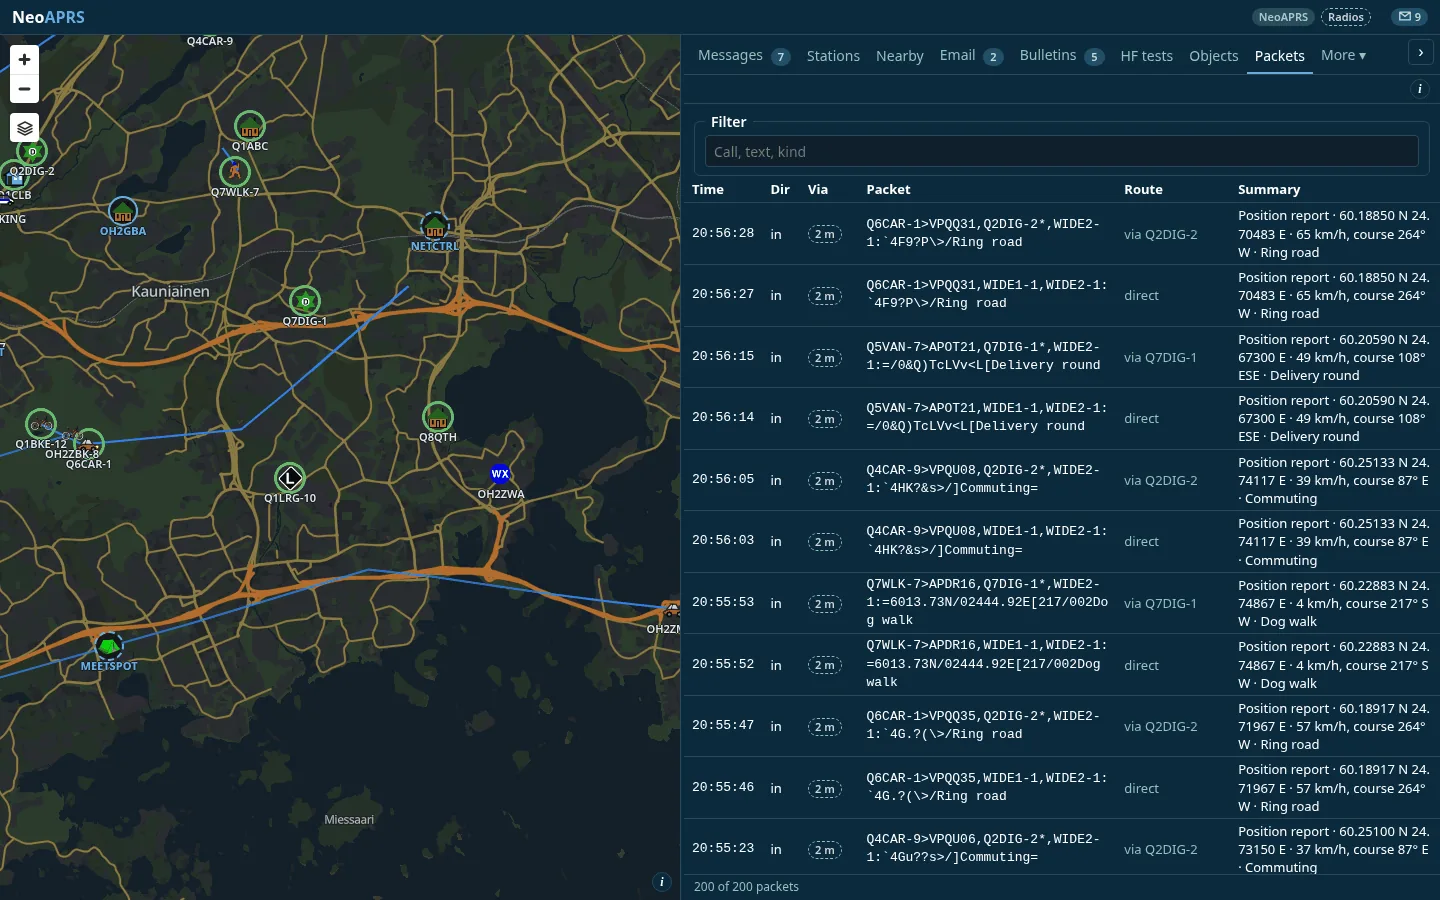 NeoAPRS
NeoAPRS
Radios
9
Q4CAR-9
+
−
Q1ABC
Q2DIG-2
Q7WLK-7
KING
OH2GBA
NETCTRL
Kauniainen
Q7DIG-1
Q8QTH
Q1BKE-12
OH2ZBK-8
Q6CAR-1
L
Q1LRG-10
WX
OH2ZWA
MEETSPOT
Miessaari
i
Messages 7 Stations Nearby Email 2 Bulletins 5 HF tests Objects Packets More ▾
›
i
Filter
Call, text, kind
Time Dir Via Packet Route Summary
20:56:28 in 2 m
Q6CAR-1>VPQQ31,Q2DIG-2*,WIDE2-
1:`4F9?P\>/Ring road
via Q2DIG-2
Position report · 60.18850 N 24.
70483 E · 65 km/h, course 264°
W · Ring road
20:56:27 in 2 m
Q6CAR-1>VPQQ31,WIDE1-1,WIDE2-1:
`4F9?P\>/Ring road
direct
Position report · 60.18850 N 24.
70483 E · 65 km/h, course 264°
W · Ring road
20:56:15 in 2 m
Q5VAN-7>APOT21,Q7DIG-1*,WIDE2-
1:=/0&Q)TcLVv<L[Delivery round
via Q7DIG-1
Position report · 60.20590 N 24.
67300 E · 49 km/h, course 108°
ESE · Delivery round
20:56:14 in 2 m
Q5VAN-7>APOT21,WIDE1-1,WIDE2-1:
=/0&Q)TcLVv<L[Delivery round
direct
Position report · 60.20590 N 24.
67300 E · 49 km/h, course 108°
ESE · Delivery round
20:56:05 in 2 m
Q4CAR-9>VPQU08,Q2DIG-2*,WIDE2-
1:`4HK?&s>/]Commuting=
via Q2DIG-2
Position report · 60.25133 N 24.
74117 E · 39 km/h, course 87° E
· Commuting
20:56:03 in 2 m
Q4CAR-9>VPQU08,WIDE1-1,WIDE2-1:
`4HK?&s>/]Commuting=
direct
Position report · 60.25133 N 24.
74117 E · 39 km/h, course 87° E
· Commuting
20:55:53 in 2 m
Q7WLK-7>APDR16,Q7DIG-1*,WIDE2-
1:=6013.73N/02444.92E[217/002Do
g walk
via Q7DIG-1
Position report · 60.22883 N 24.
74867 E · 4 km/h, course 217° S
W · Dog walk
20:55:52 in 2 m
Q7WLK-7>APDR16,WIDE1-1,WIDE2-1:
=6013.73N/02444.92E[217/002Dog
walk
direct
Position report · 60.22883 N 24.
74867 E · 4 km/h, course 217° S
W · Dog walk
20:55:47 in 2 m
Q6CAR-1>VPQQ35,Q2DIG-2*,WIDE2-
1:`4G.?(\>/Ring road
via Q2DIG-2
Position report · 60.18917 N 24.
71967 E · 57 km/h, course 264°
W · Ring road
20:55:46 in 2 m
Q6CAR-1>VPQQ35,WIDE1-1,WIDE2-1:
`4G.?(\>/Ring road
direct
Position report · 60.18917 N 24.
71967 E · 57 km/h, course 264°
W · Ring road
20:55:23 in 2 m
Q4CAR-9>VPQU06,Q2DIG-2*,WIDE2-
1:`4Gu??s>/]Commuting=
via Q2DIG-2
Position report · 60.25100 N 24.
73150 E · 37 km/h, course 87° E
· Commuting
200 of 200 packets